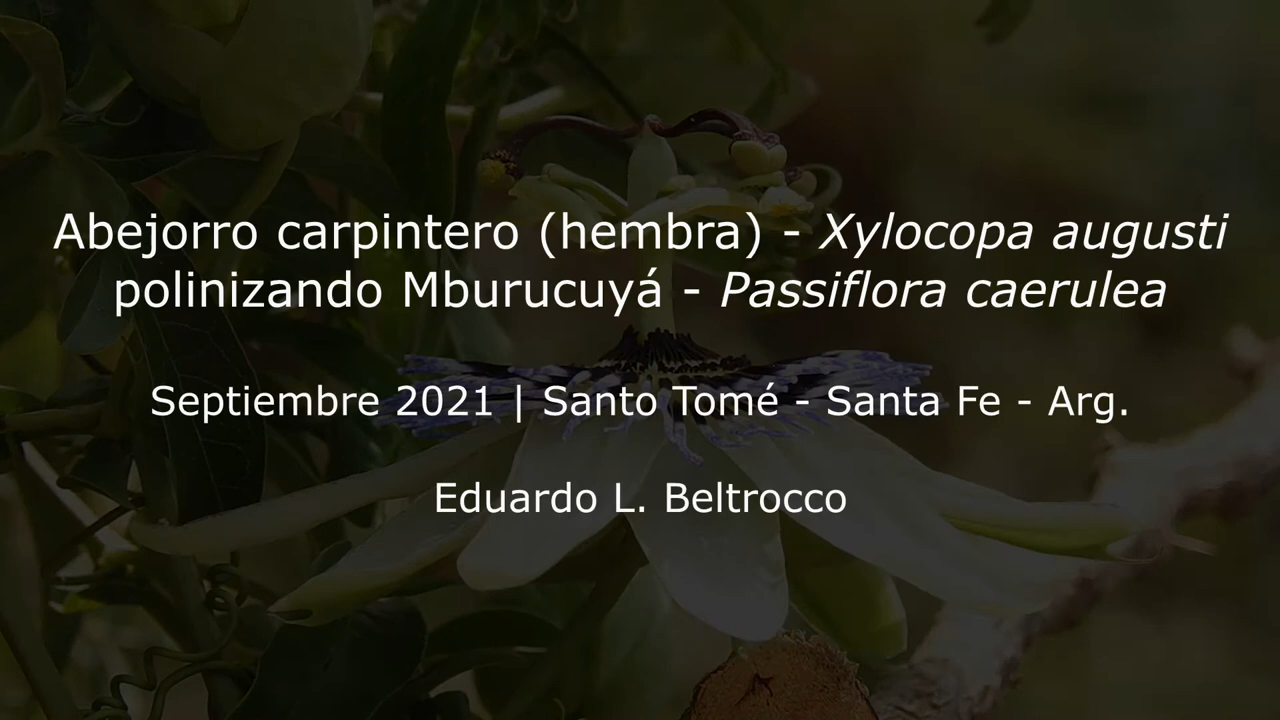 Abejorro carpintero (hembra) - Xylocopa augusti
polinizando Mburucuyá - Passiflora caerulea
Septiembre 2021 | Santo Tomé - Santa Fe - Arg.
Eduardo L. Beltrocco